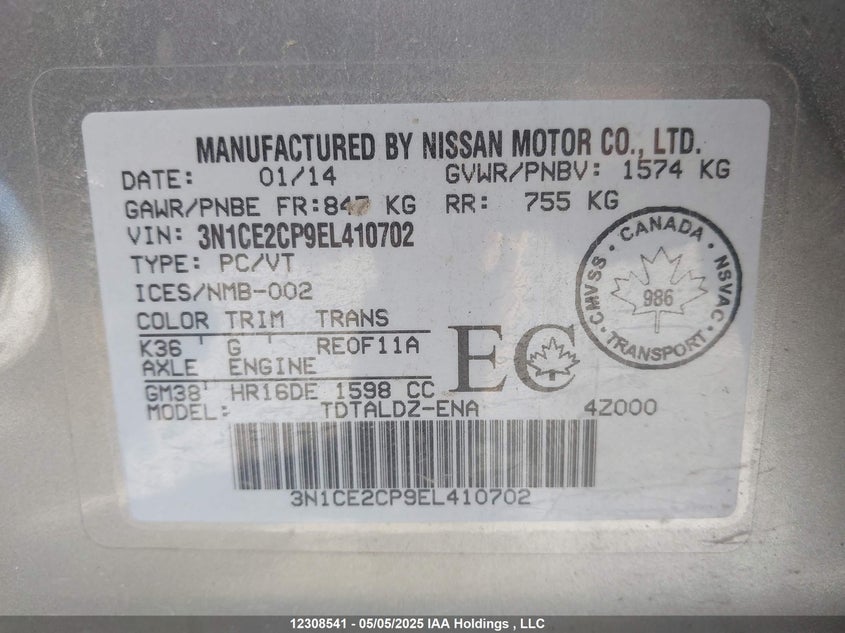 MANUFACTURED BY NISSAN MOTOR CO., LTD.
DATE: 01/14 GVWR/PNBV: 1574 KG
GAWR/PNBE FR:847 KG RR: 755 KG
VIN: 3N1CE2CP9EL410702
TYPE: PC/VT
ICES/NMB-002
COLOR TRIM TRANS
K36 ' G ' RE0F11A
AXLE ENGINE
GM38' HR16DE 1598 CC
MODEL: TDTALDZ-ENA 4Z000
EC
CANADA • NSVAC • TRANSPORT • CMVSS •
986
3N1CE2CP9EL410702
12308541 - 05/05/2025 IAA Holdings , LLC